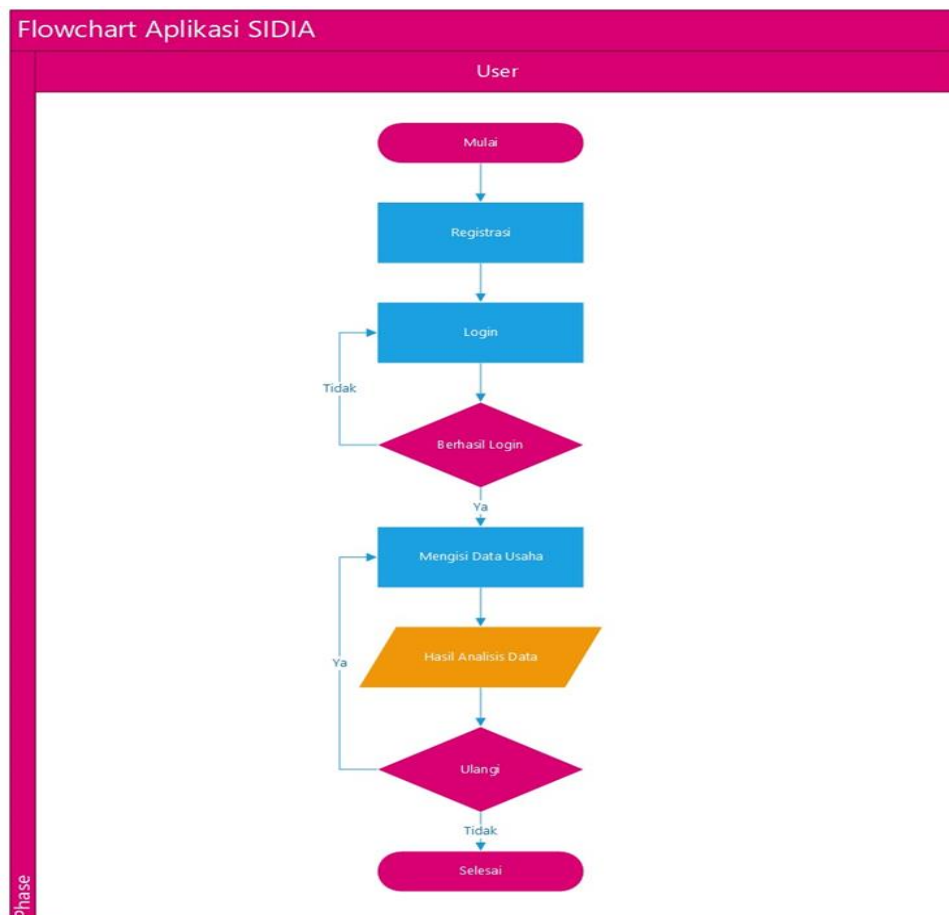 Flowchart Aplikasi SIDIA
User
Mulai
Registrasi
Login
Tidak
Berhasil Login
Ya
Mengisi Data Usaha
Hasil Analisis Data
Ya
Ulangi
Tidak
Selesai
Phase